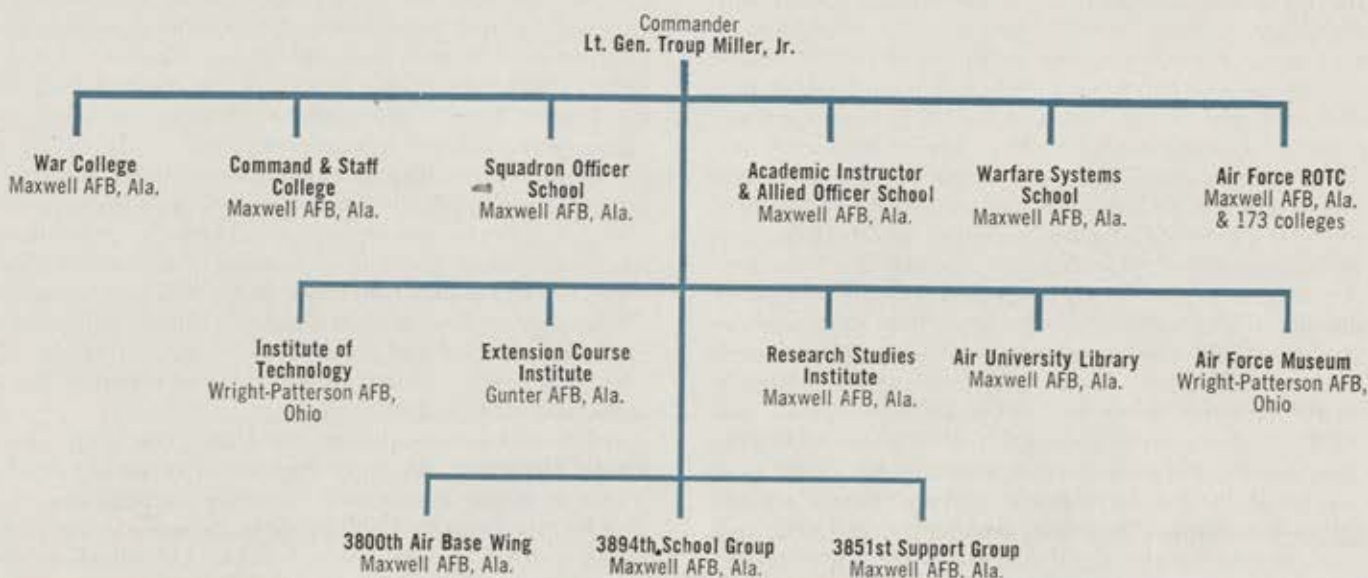 Commander
Lt. Gen. Troup Miller, Jr.
War College
Maxwell AFB, Ala.
Command & Staff
College
Maxwell AFB, Ala.
Squadron Officer
School
Maxwell AFB, Ala.
Academic Instructor
& Allied Officer School
Maxwell AFB, Ala.
Warfare Systems
School
Maxwell AFB, Ala.
Air Force ROTC
Maxwell AFB, Ala.
& 173 colleges
Institute of
Technology
Wright-Patterson AFB,
Ohio
Extension Course
Institute
Gunter AFB, Ala.
Research Studies
Institute
Maxwell AFB, Ala.
Air University Library
Maxwell AFB, Ala.
Air Force Museum
Wright-Patterson AFB,
Ohio
3800th Air Base Wing
Maxwell AFB, Ala.
3894th School Group
Maxwell AFB, Ala.
3851st Support Group
Maxwell AFB, Ala.